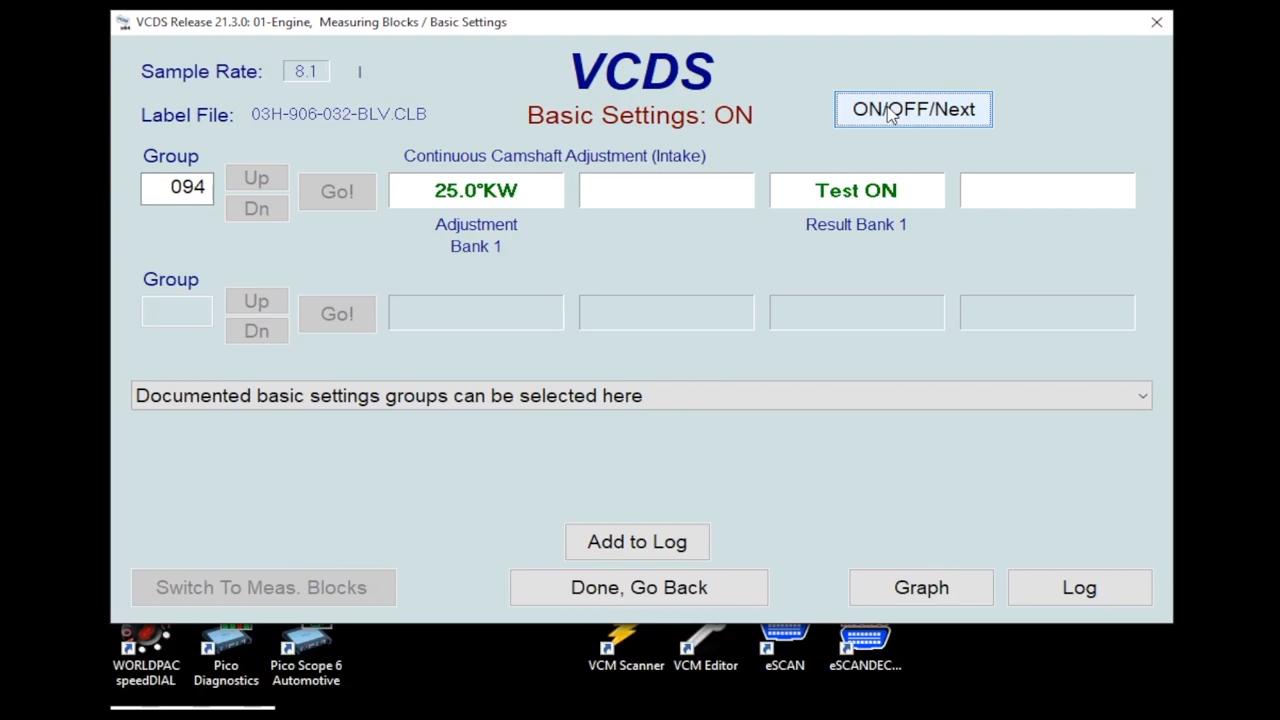 VCDS Release 21.3.0: 01-Engine, Measuring Blocks / Basic Settings
Sample Rate: 8.1
VCDS
Label File: 03H-906-032-BLV.CLB
Basic Settings: ON
ON/OFF/Next
Group
Continuous Camshaft Adjustment (Intake)
094
Up
Dn
Go!
25.0°KW
Test ON
Adjustment
Bank 1
Result Bank 1
Group
Up
Dn
Go!
Documented basic settings groups can be selected here
Add to Log
Switch To Meas. Blocks
Done, Go Back
Graph
Log
WORLDPAC
speedDIAL
Pico
Diagnostics
Pico Scope 6
Automotive
VCM Scanner
VCM Editor
eSCAN
eSCANDEC...